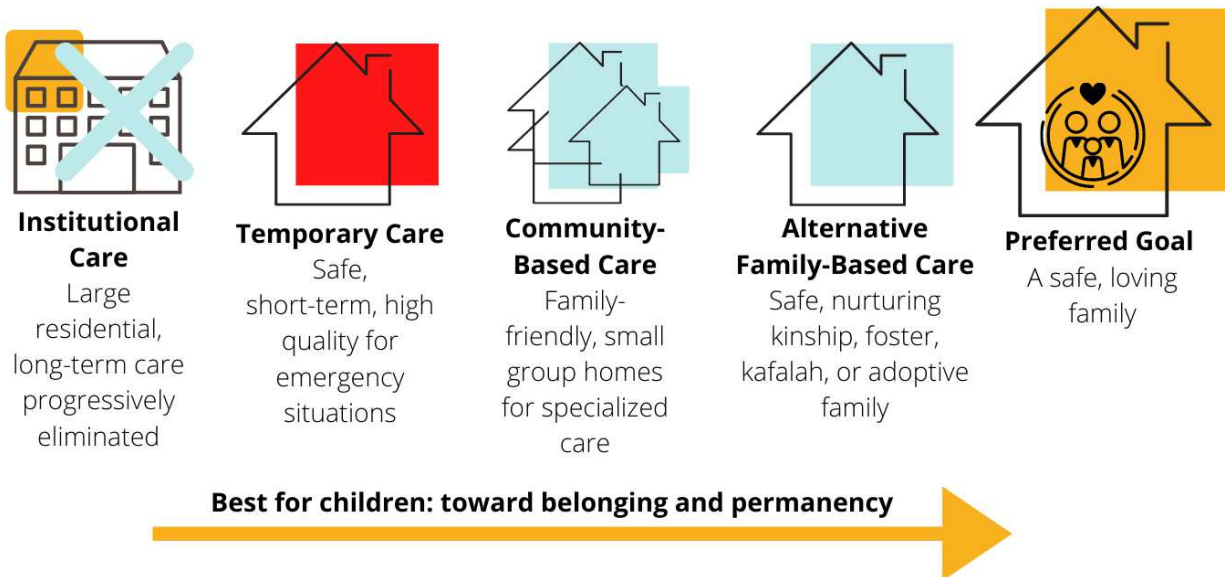 Institutional
Care
Large
residential,
long-term care
progressively
eliminated
Temporary Care
Safe,
short-term, high
quality for
emergency
situations
Community-
Based Care
Family-
friendly, small
group homes
for specialized
care
Alternative
Family-Based Care
Safe, nurturing
kinship, foster,
kafalah, or adoptive
family
Preferred Goal
A safe, loving
family
Best for children: toward belonging and permanency